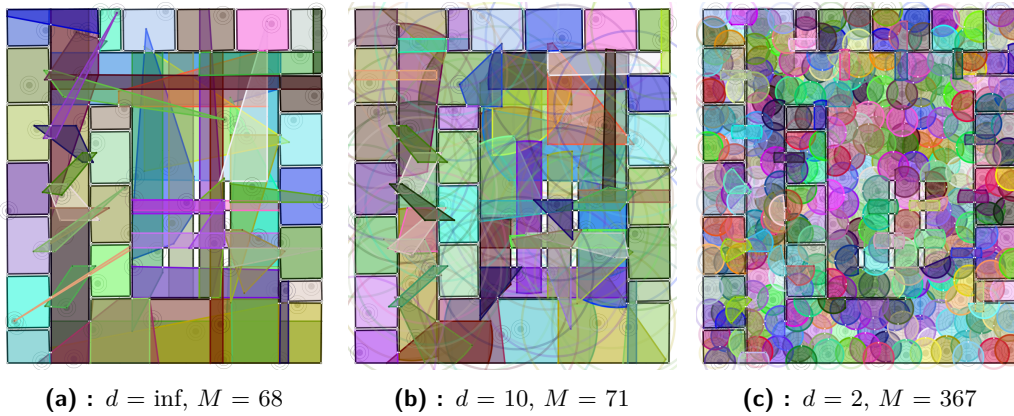 (a) : d = inf, M = 68
(b) : d = 10, M = 71
(c) : d = 2, M = 367